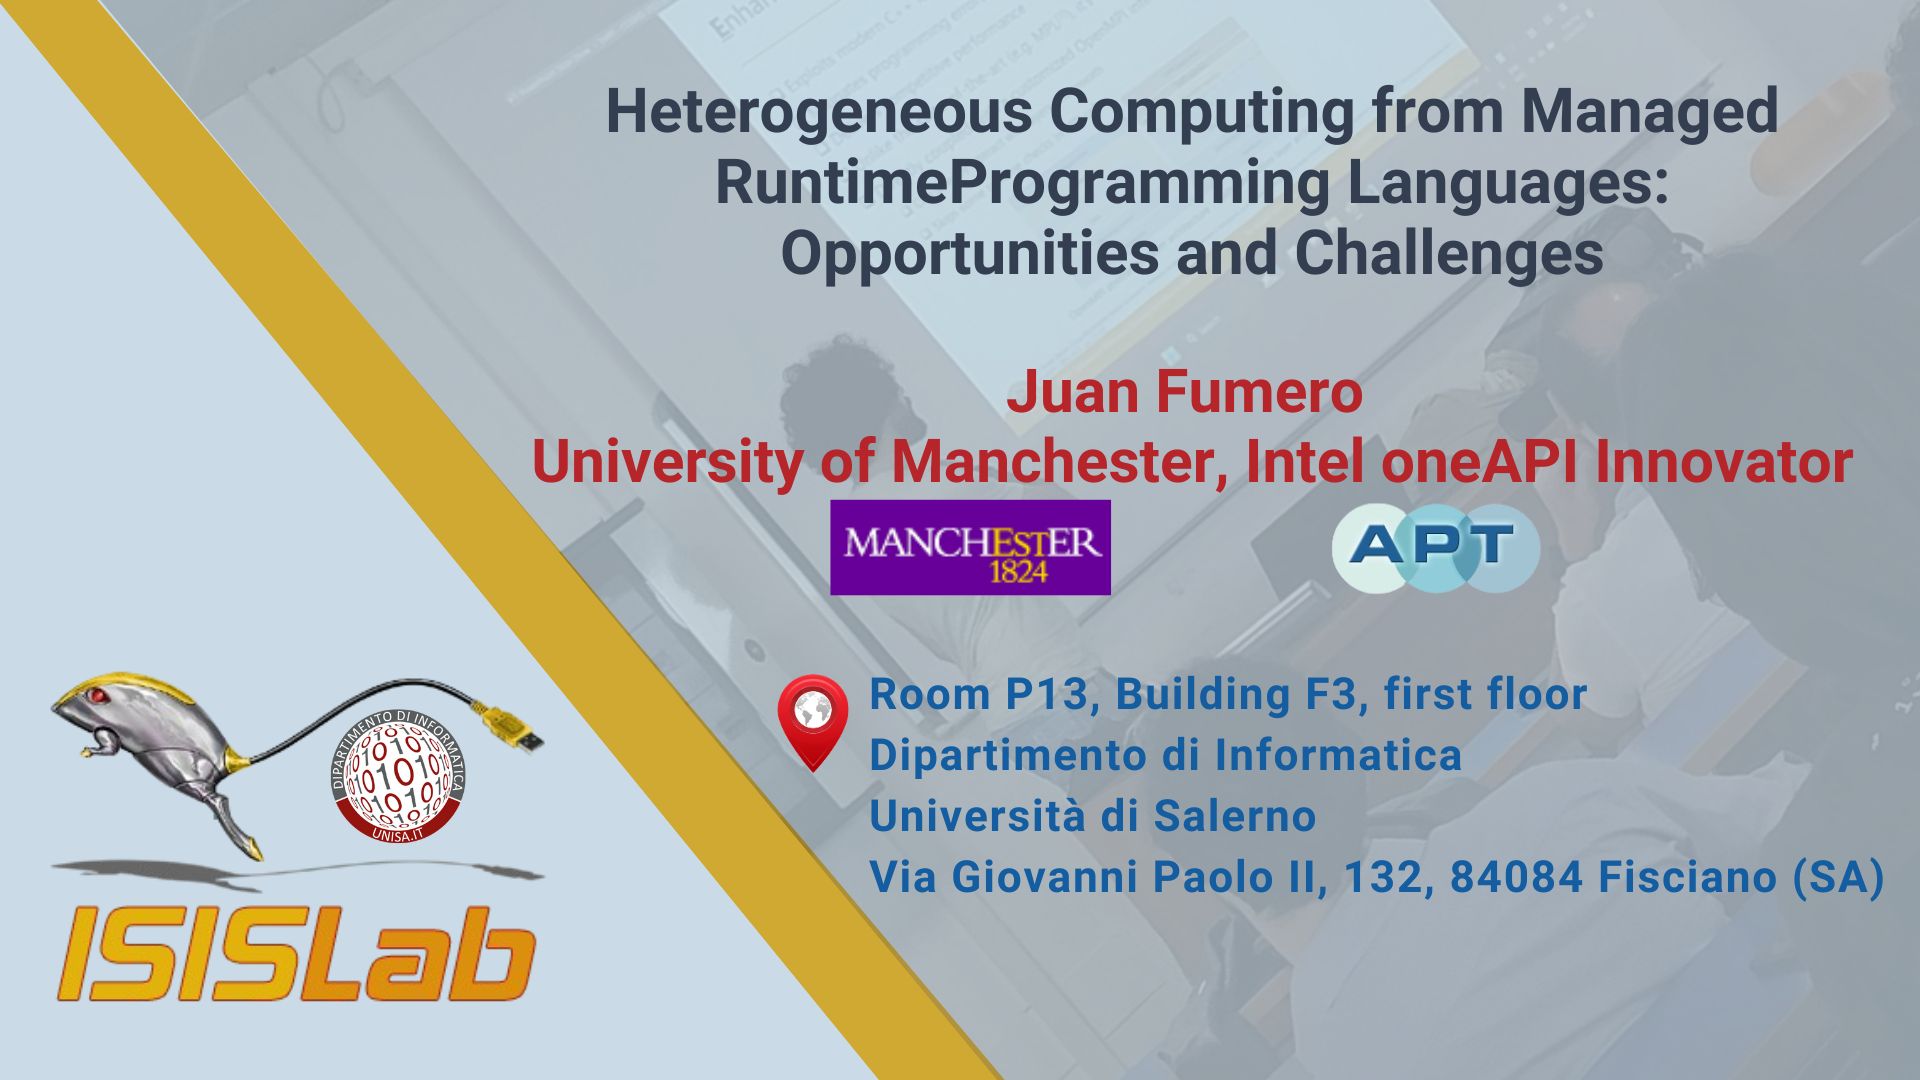 Heterogeneous Computing from Managed
RuntimeProgramming Languages:
Opportunities and Challenges
Juan Fumero
University of Manchester, Intel oneAPI Innovator
MANCHEsTER
1824
APT
Room P13, Building F3, first floor
Dipartimento di Informatica
Università di Salerno
Via Giovanni Paolo II, 132, 84084 Fisciano (SA)
DIPARTIMENTO DI INFORMATICA
UNISA.IT
ISISLab